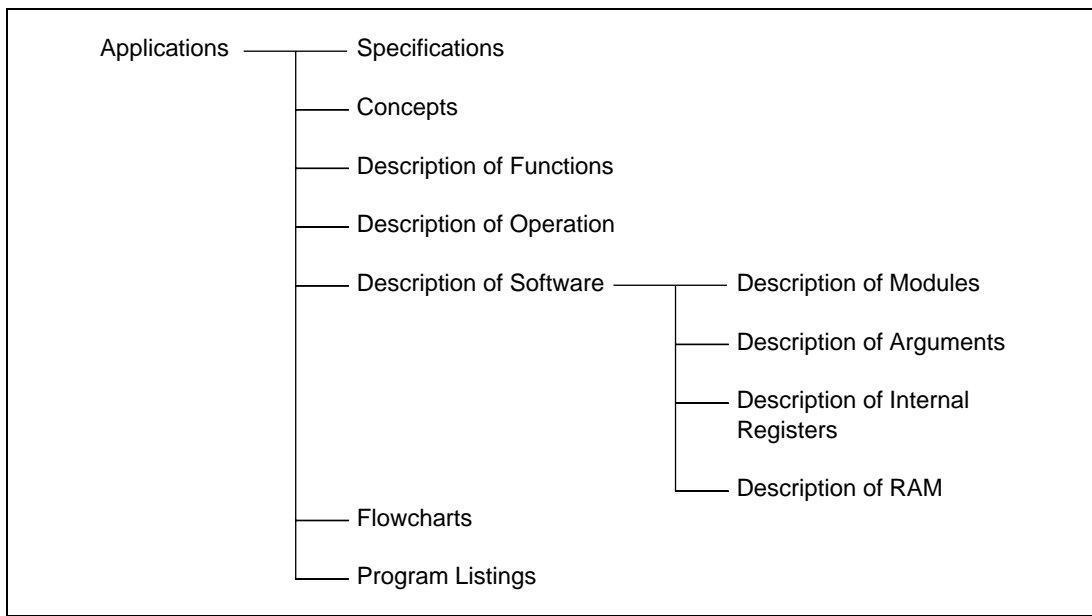 Applications
Specifications
Concepts
Description of Functions
Description of Operation
Description of Software
Description of Modules
Description of Arguments
Description of Internal
Registers
Description of RAM
Flowcharts
Program Listings